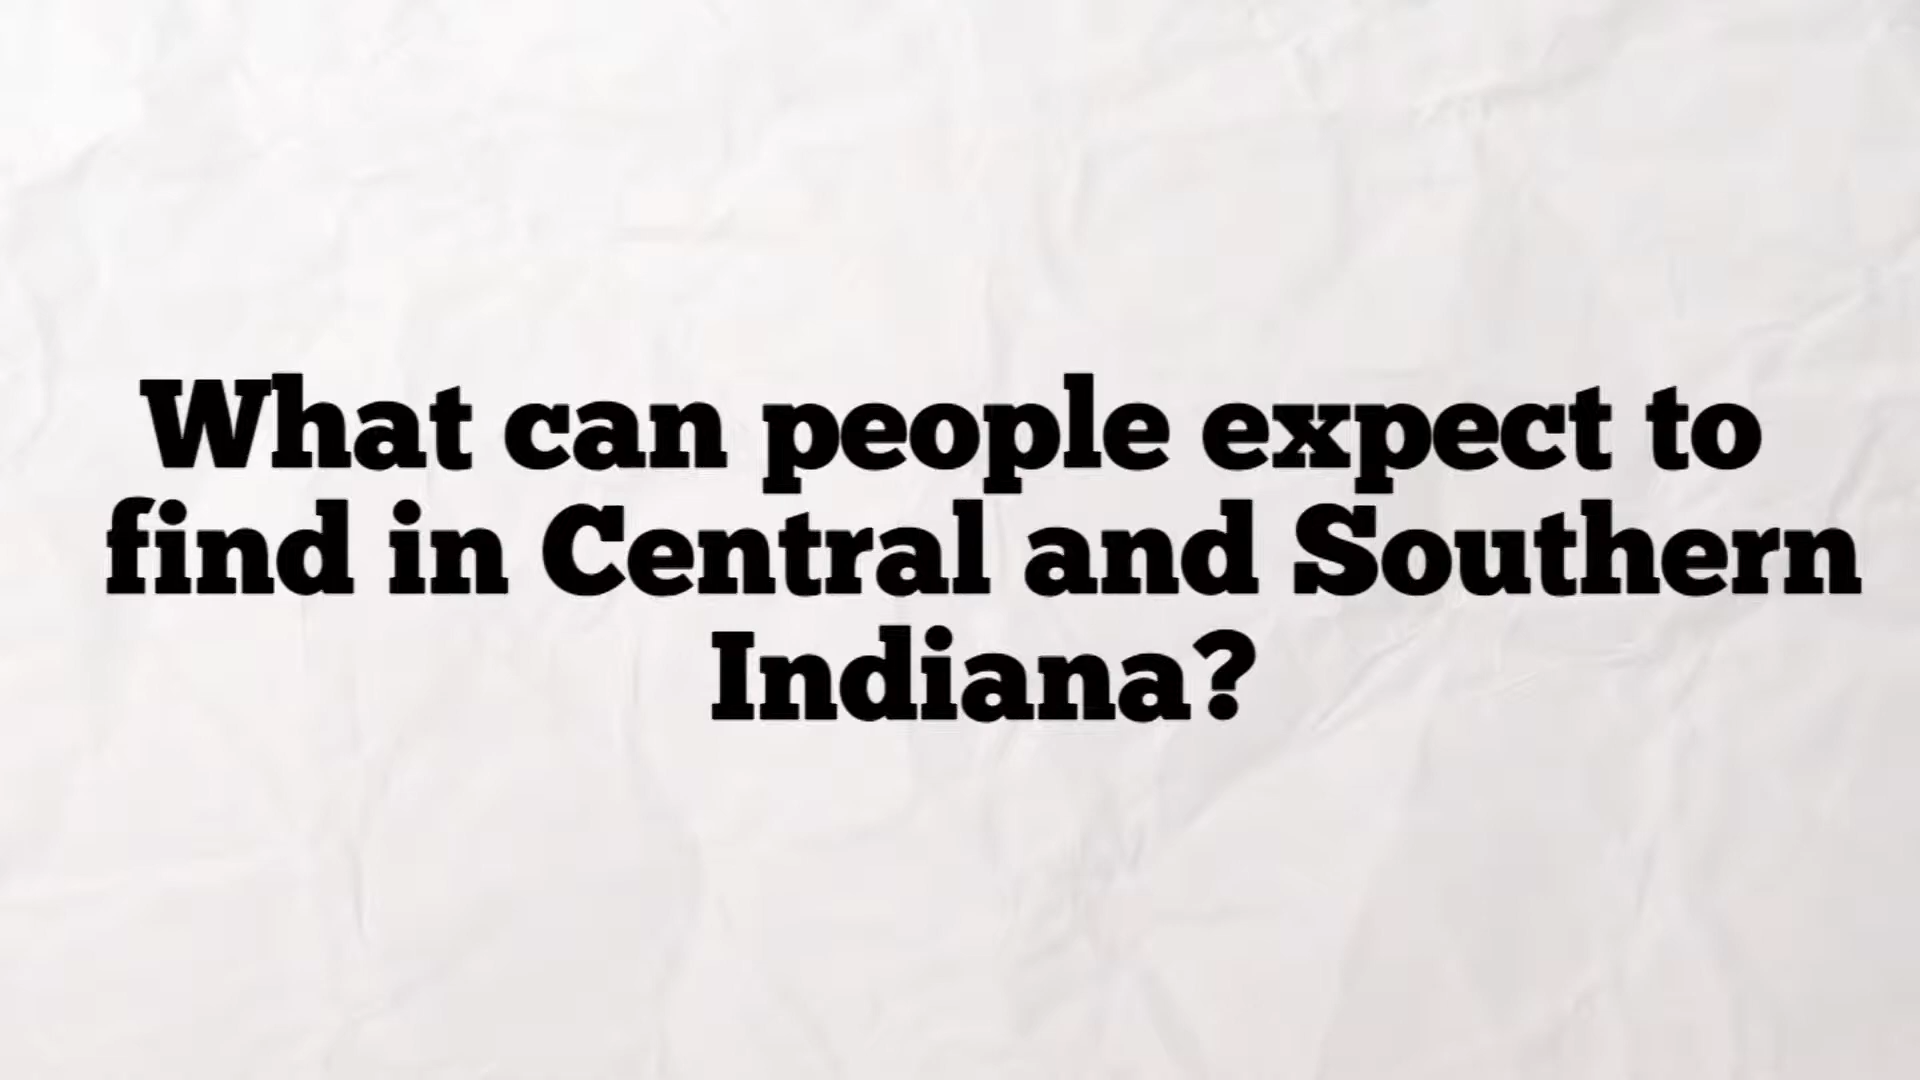 What can people expect to
find in Central and Southern
Indiana?